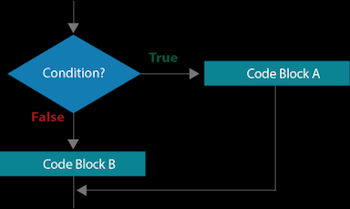 True
Condition?
Code Block A
False
Code Block B